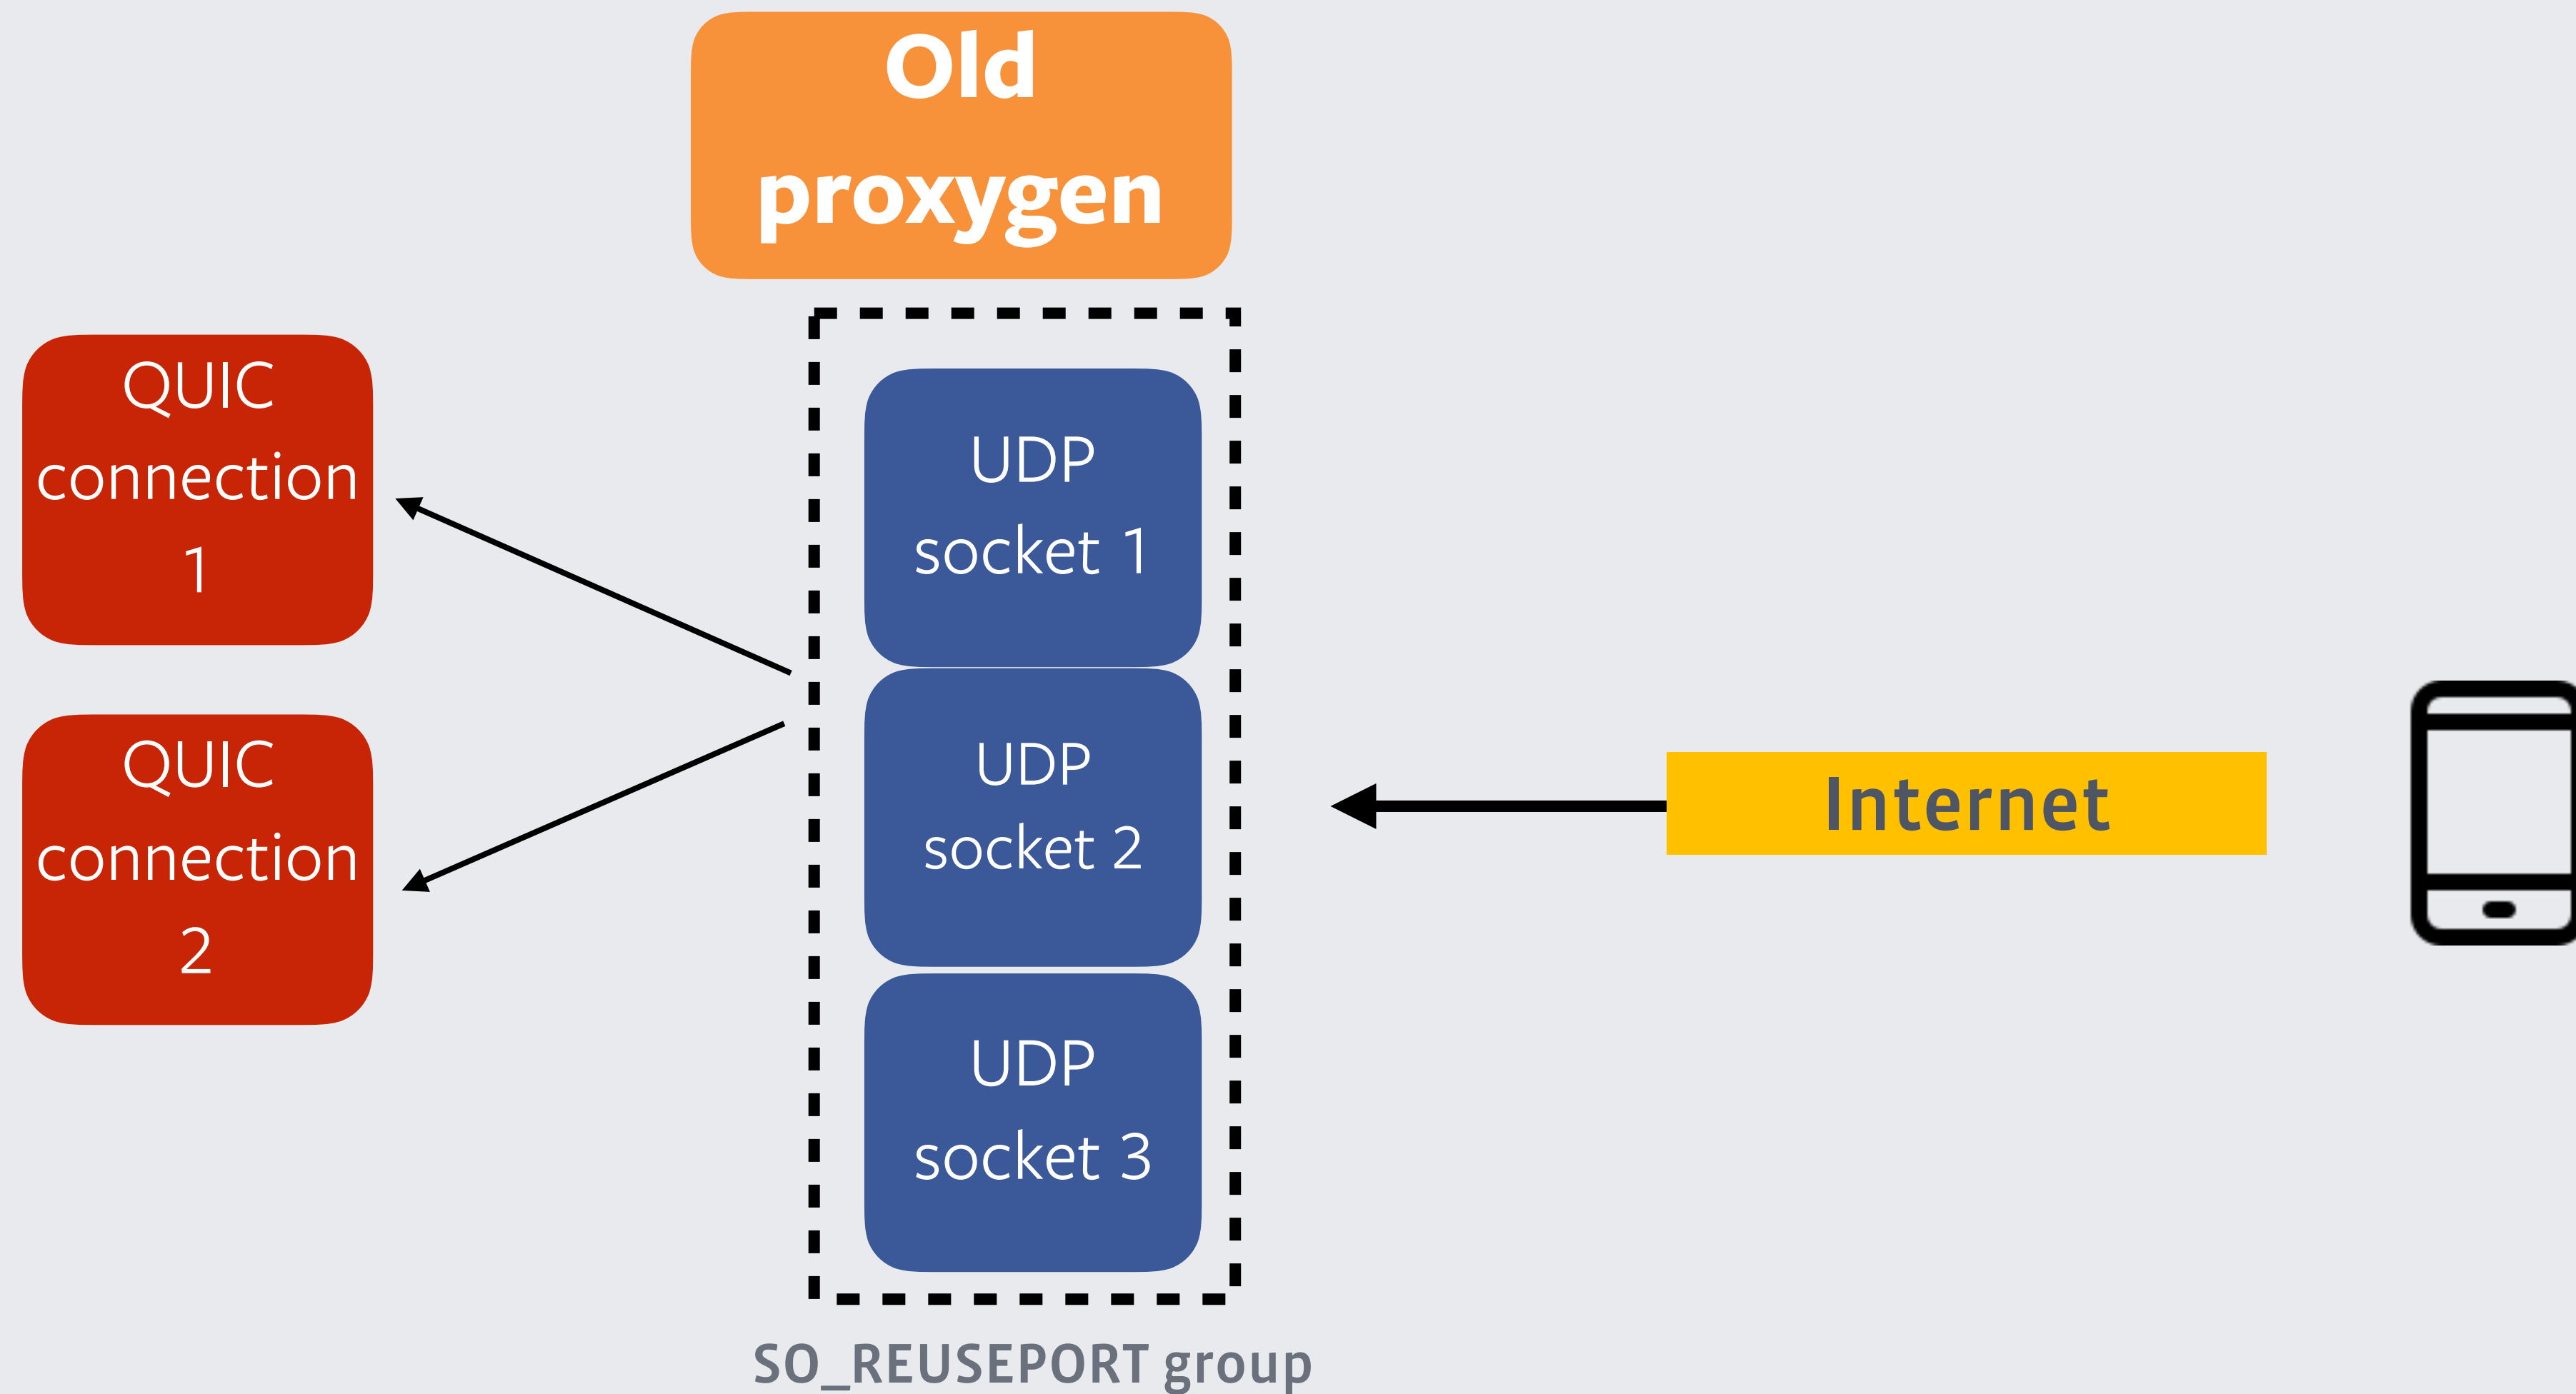 Old
proxygen
QUIC
connection
1
QUIC
connection
2
UDP
socket 1
UDP
socket 2
UDP
socket 3
SO_REUSEPORT group
Internet